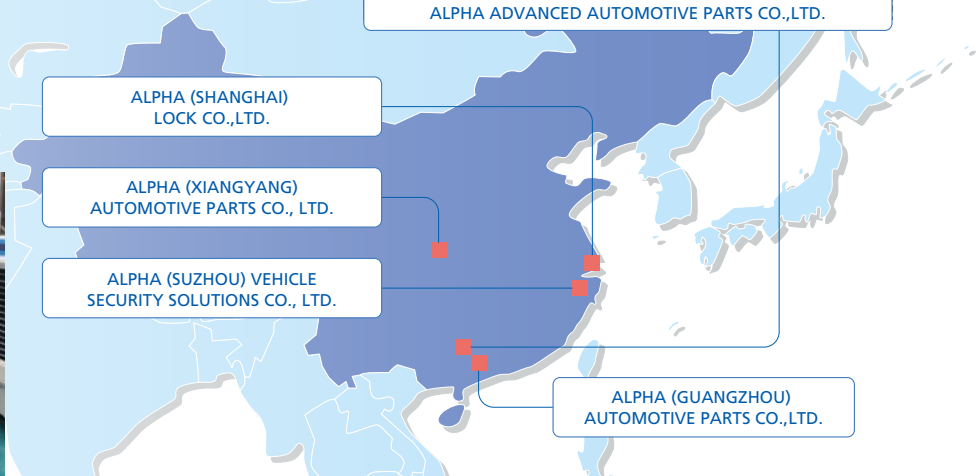 ALPHA ADVANCED AUTOMOTIVE PARTS CO.,LTD.
ALPHA (SHANGHAI)
LOCK CO.,LTD.
ALPHA (XIANGYANG)
AUTOMOTIVE PARTS CO., LTD.
ALPHA (SUZHOU) VEHICLE
SECURITY SOLUTIONS CO., LTD.
ALPHA (GUANGZHOU)
AUTOMOTIVE PARTS CO.,LTD.